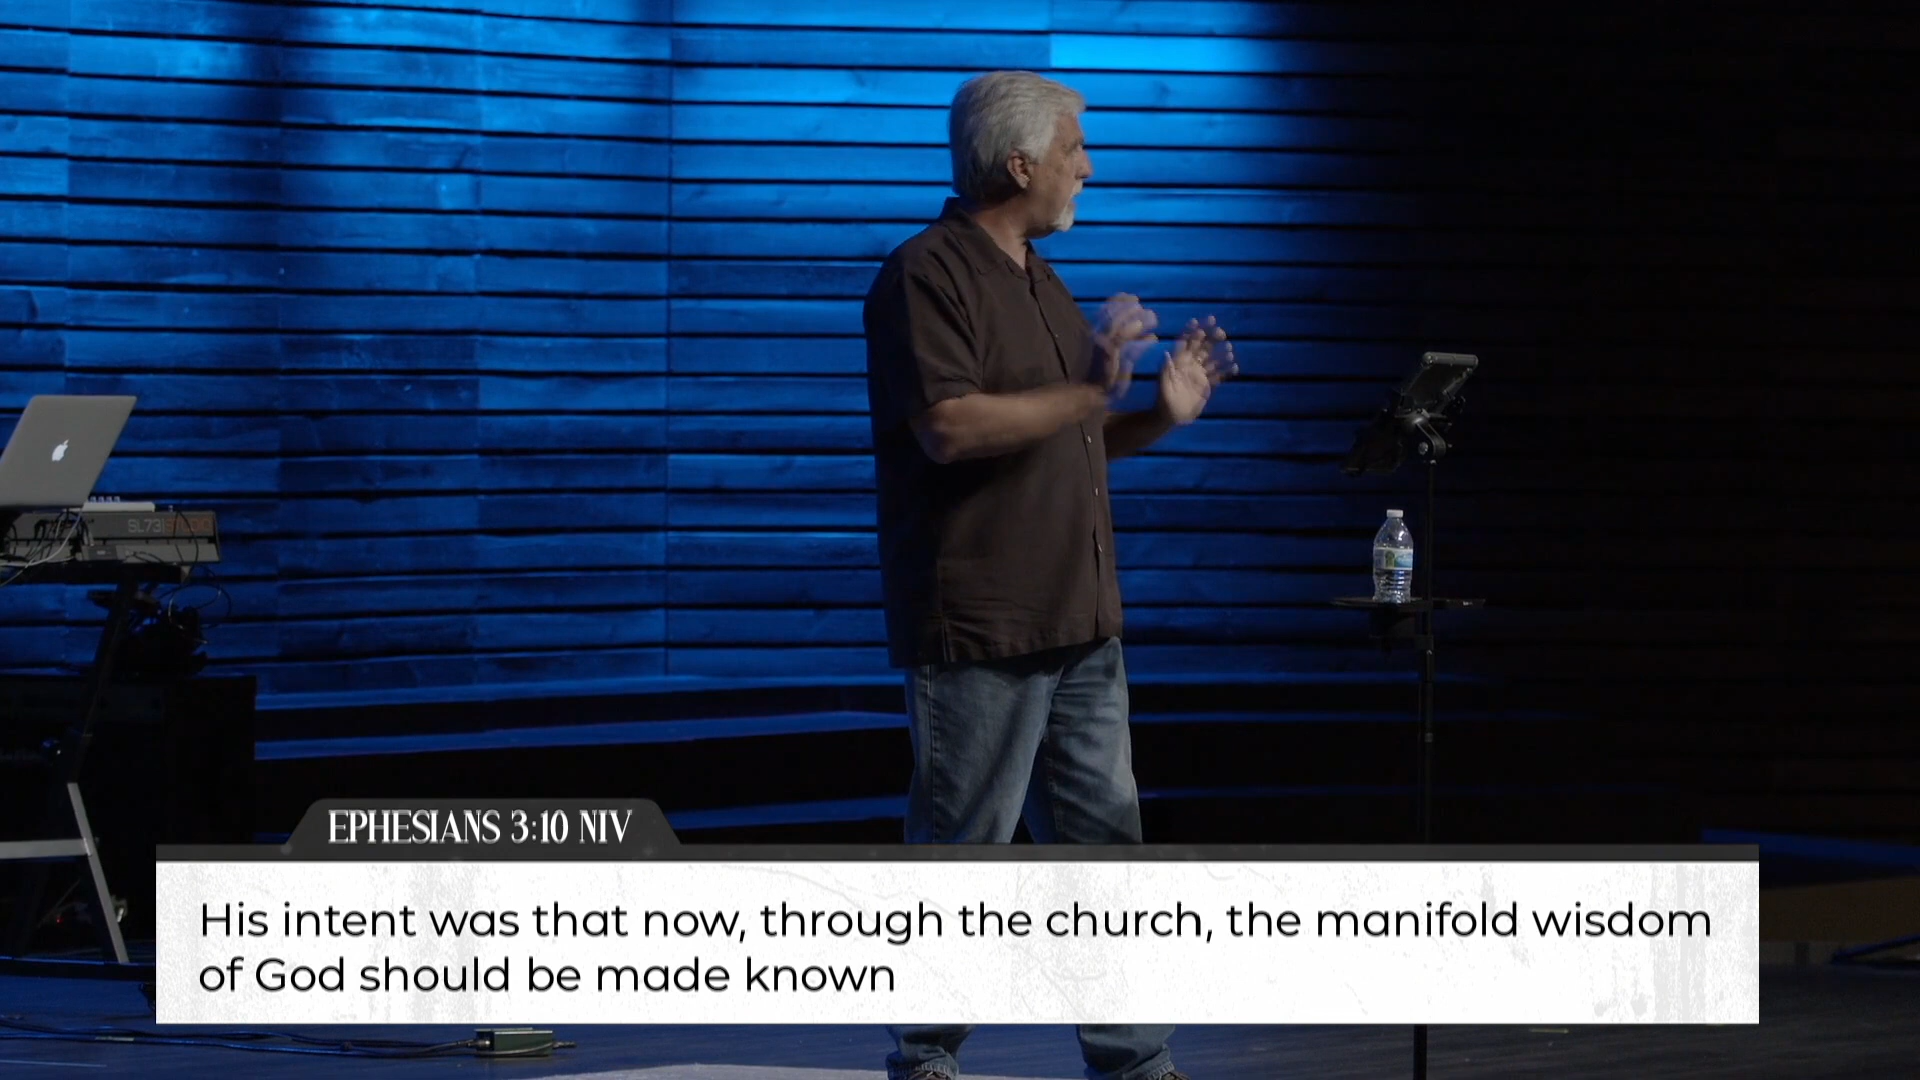 SL73
EPHESIANS 3:10 NIV
His intent was that now, through the church, the manifold wisdom
of God should be made known